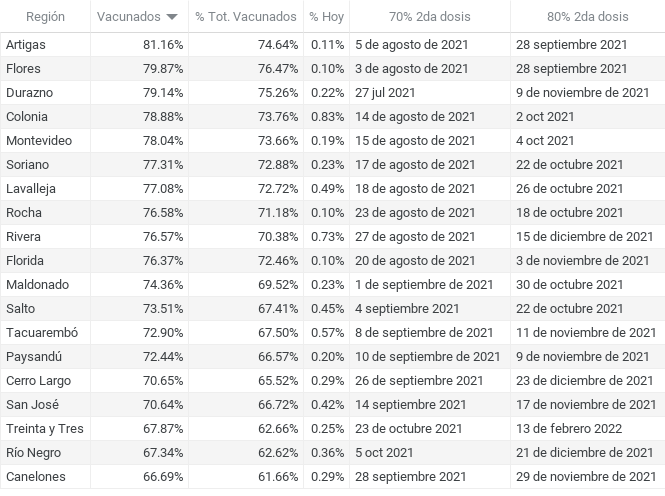 Región Vacunados % Tot. Vacunados % Hoy 70% 2da dosis 80% 2da dosis
Artigas 81.16% 74.64% 0.11% 5 de agosto de 2021 28 septiembre 2021
Flores 79.87% 76.47% 0.10% 3 de agosto de 2021 28 septiembre 2021
Durazno 79.14% 75.26% 0.22% 27 jul 2021 9 de noviembre de 2021
Colonia 78.88% 73.76% 0.83% 14 de agosto de 2021 2 oct 2021
Montevideo 78.04% 73.66% 0.19% 15 de agosto de 2021 4 oct 2021
Soriano 77.31% 72.88% 0.23% 17 de agosto de 2021 22 de octubre 2021
Lavalleja 77.08% 72.72% 0.49% 18 de agosto de 2021 26 de octubre 2021
Rocha 76.58% 71.18% 0.10% 23 de agosto de 2021 18 de octubre 2021
Rivera 76.57% 70.38% 0.73% 27 de agosto de 2021 15 de diciembre de 2021
Florida 76.37% 72.46% 0.10% 20 de agosto de 2021 3 de noviembre de 2021
Maldonado 74.36% 69.52% 0.23% 1 de septiembre de 2021 30 de octubre 2021
Salto 73.51% 67.41% 0.45% 4 septiembre 2021 22 de octubre 2021
Tacuarembó 72.90% 67.50% 0.57% 8 de septiembre de 2021 11 de noviembre de 2021
Paysandú 72.44% 66.57% 0.20% 10 de septiembre de 2021 9 de noviembre de 2021
Cerro Largo 70.65% 65.52% 0.29% 26 de septiembre 2021 23 de diciembre de 2021
San José 70.64% 66.72% 0.42% 14 septiembre 2021 17 de noviembre de 2021
Treinta y Tres 67.87% 62.66% 0.25% 23 de octubre 2021 13 de febrero 2022
Río Negro 67.34% 62.62% 0.36% 5 oct 2021 21 de diciembre de 2021
Canelones 66.69% 61.66% 0.29% 28 septiembre 2021 29 de noviembre de 2021